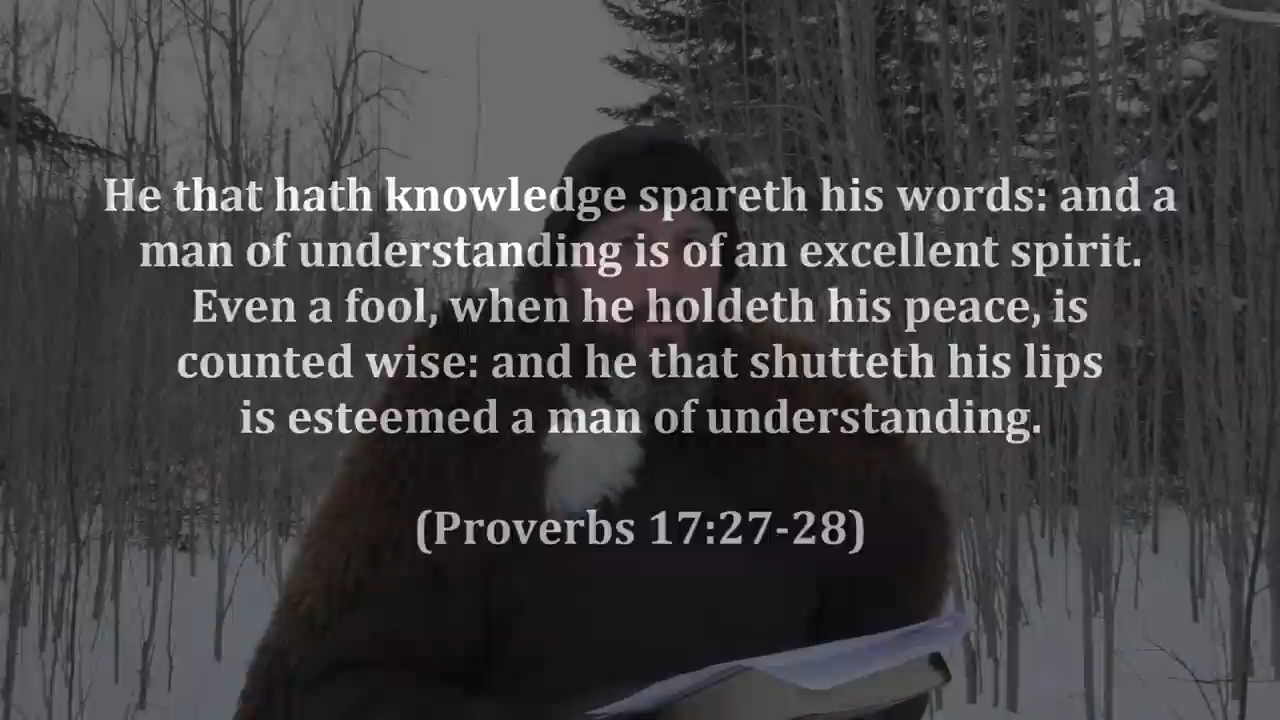 He that hath knowledge spareth his words: and a
man of understanding is of an excellent spirit.
Even a fool, when he holdeth his peace, is
counted wise: and he that shutteth his lips
is esteemed a man of understanding.
(Proverbs 17:27-28)